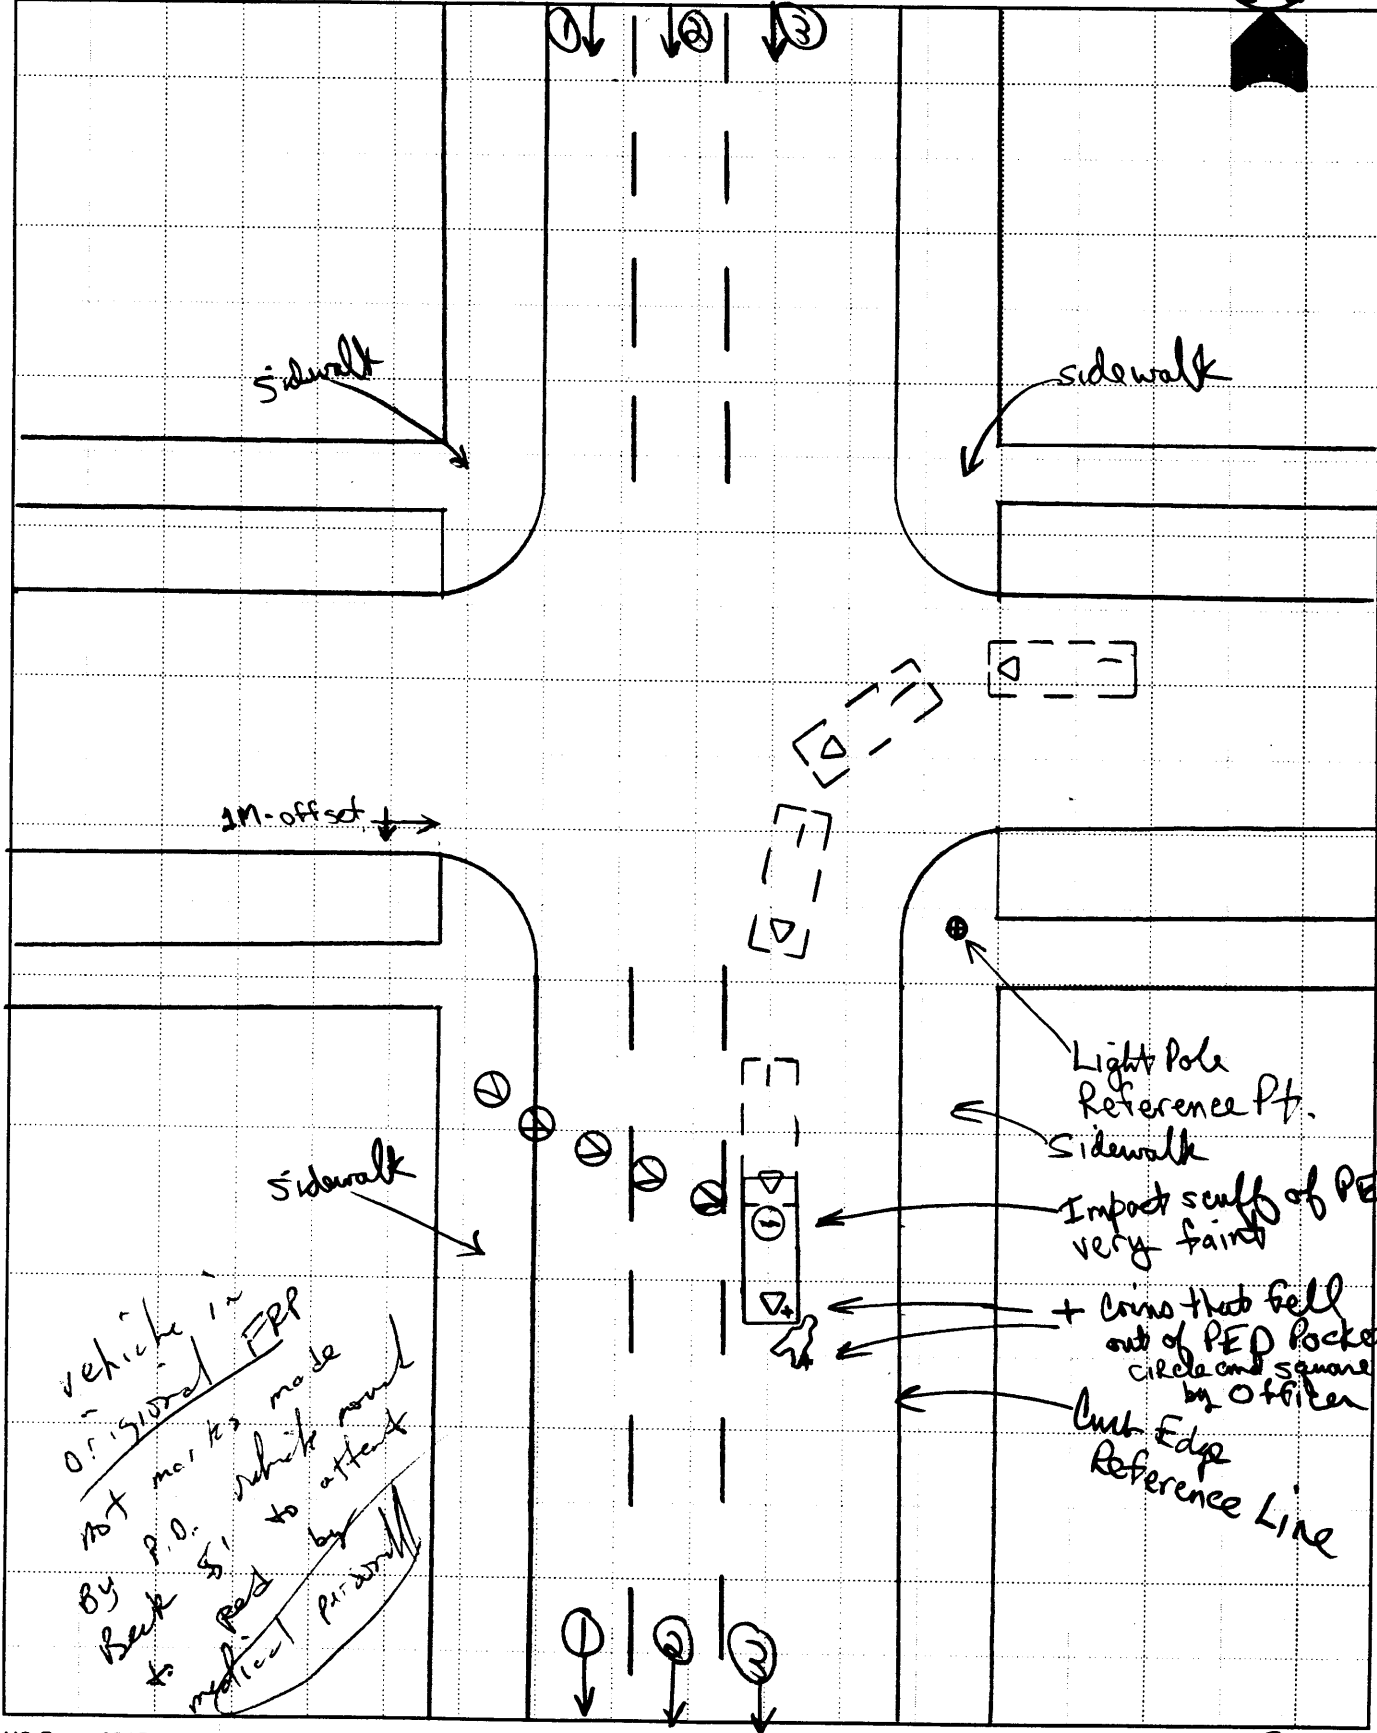 ① ② ③
sidewalk
sidewalk
1M-offset
Light Pole
Reference Pt.
Sidewalk
Impact scuff of PE
very faint
sidewalk
+ Coins that fell
out of PED Pocke
circle and square
by Officer
Curb Edge
Reference Line
vehicle in
original FRP
not marks made
By P.D. vehicle moved
Back 5' to attend
to ped by
medical
① ② ③